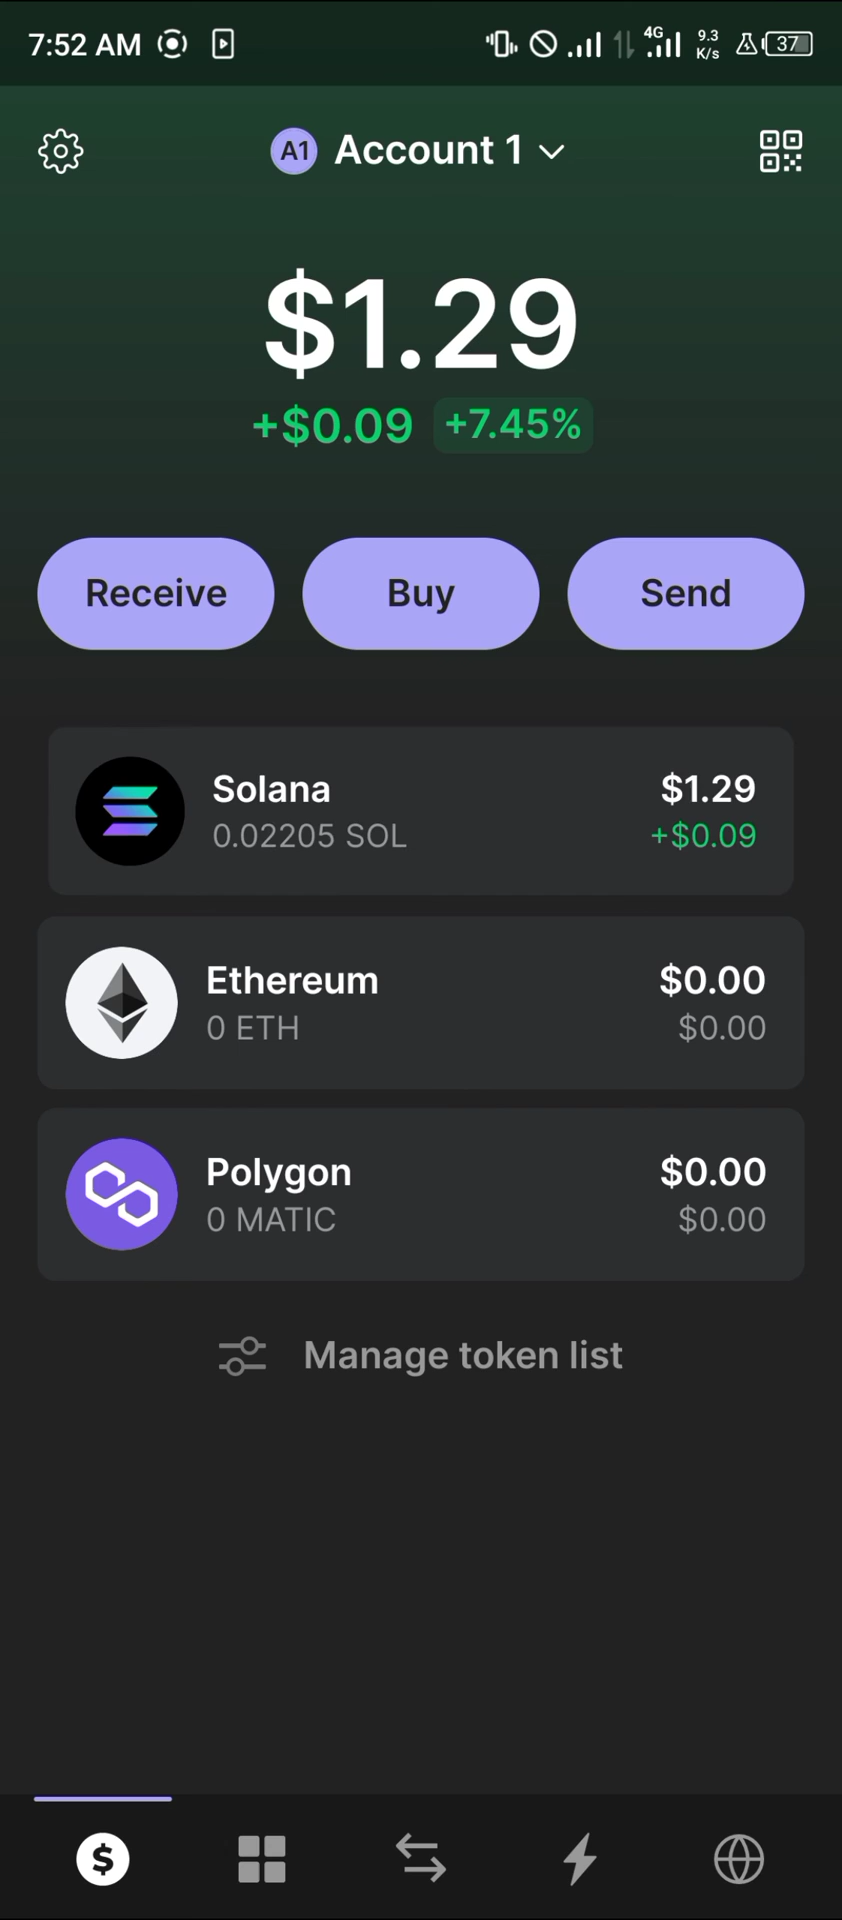 7:52 AM 4G 9.3 K/s 37
A1 Account 1
$1.29
+$0.09 +7.45%
Receive Buy Send
Solana $1.29
0.02205 SOL +$0.09
Ethereum $0.00
0 ETH $0.00
Polygon $0.00
0 MATIC $0.00
Manage token list
$